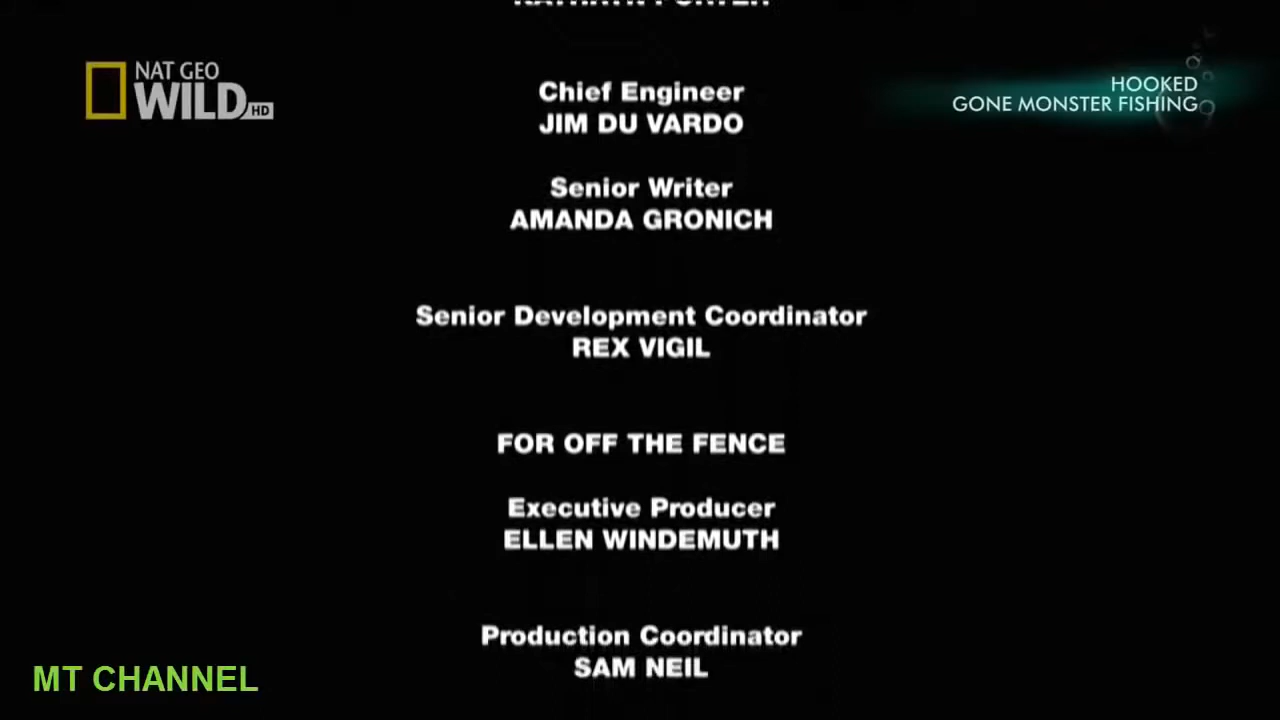 NAT GEO
WILD HD
HOOKED
GONE MONSTER FISHING
Chief Engineer
JIM DU VARDO
Senior Writer
AMANDA GRONICH
Senior Development Coordinator
REX VIGIL
FOR OFF THE FENCE
Executive Producer
ELLEN WINDEMUTH
Production Coordinator
SAM NEIL
MT CHANNEL